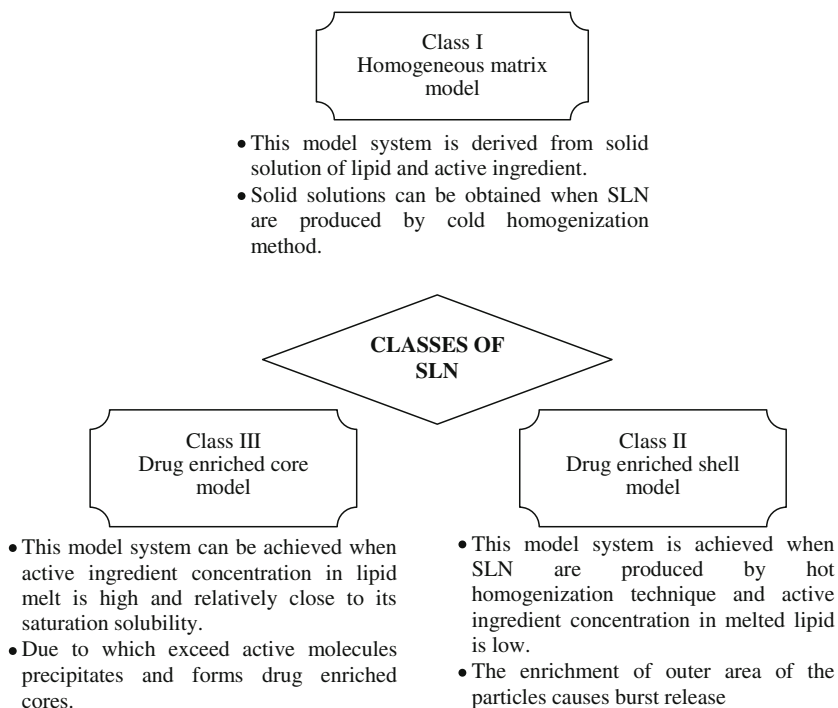 Class I
Homogeneous matrix
model
• This model system is derived from solid
solution of lipid and active ingredient.
• Solid solutions can be obtained when SLN
are produced by cold homogenization
method.
CLASSES OF
SLN
Class III
Drug enriched core
model
• This model system can be achieved when
active ingredient concentration in lipid
melt is high and relatively close to its
saturation solubility.
• Due to which exceed active molecules
precipitates and forms drug enriched
cores.
Class II
Drug enriched shell
model
• This model system is achieved when
SLN are produced by hot
homogenization technique and active
ingredient concentration in melted lipid
is low.
• The enrichment of outer area of the
particles causes burst release